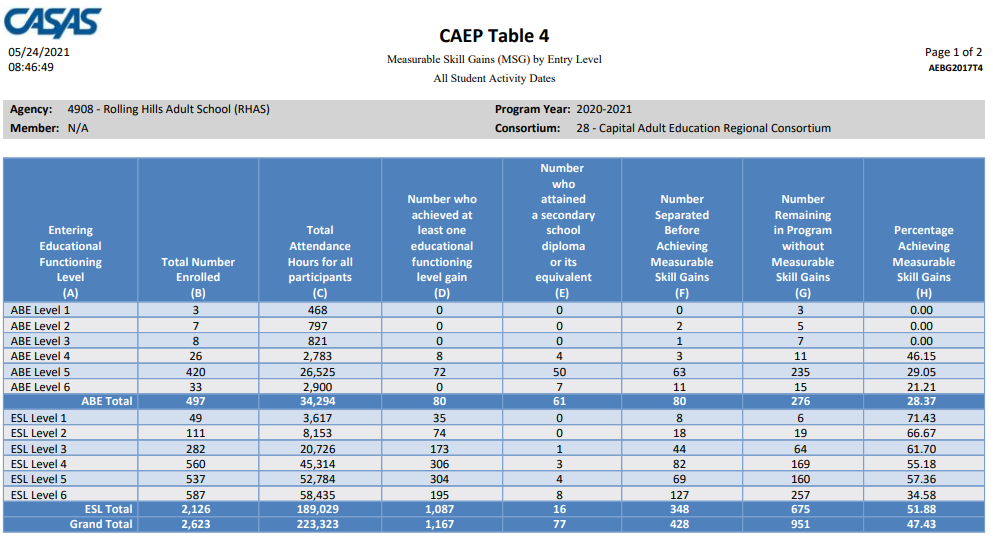 CASAS
05/24/2021
08:46:49
CAEP Table 4
Measurable Skill Gains (MSG) by Entry Level
All Student Activity Dates
Page 1 of 2
AEBG2017T4
Agency: 4908 - Rolling Hills Adult School (RHAS) Program Year: 2020-2021
Member: N/A Consortium: 28 - Capital Adult Education Regional Consortium
Entering
Educational
Functioning
Level
(A)
Total Number
Enrolled
(B)
Total
Attendance
Hours for all
participants
(C)
Number who
achieved at
least one
educational
functioning
level gain
(D)
Number
who
attained
a secondary
school
diploma
or its
equivalent
(E)
Number
Separated
Before
Achieving
Measurable
Skill Gains
(F)
Number
Remaining
in Program
without
Measurable
Skill Gains
(G)
Percentage
Achieving
Measurable
Skill Gains
(H)
ABE Level 1 3 468 0 0 0 3 0.00
ABE Level 2 7 797 0 0 2 5 0.00
ABE Level 3 8 821 0 0 1 7 0.00
ABE Level 4 26 2,783 8 4 3 11 46.15
ABE Level 5 420 26,525 72 50 63 235 29.05
ABE Level 6 33 2,900 0 7 11 15 21.21
ABE Total 497 34,294 80 61 80 276 28.37
ESL Level 1 49 3,617 35 0 8 6 71.43
ESL Level 2 111 8,153 74 0 18 19 66.67
ESL Level 3 282 20,726 173 1 44 64 61.70
ESL Level 4 560 45,314 306 3 82 169 55.18
ESL Level 5 537 52,784 304 4 69 160 57.36
ESL Level 6 587 58,435 195 8 127 257 34.58
ESL Total 2,126 189,029 1,087 16 348 675 51.88
Grand Total 2,623 223,323 1,167 77 428 951 47.43